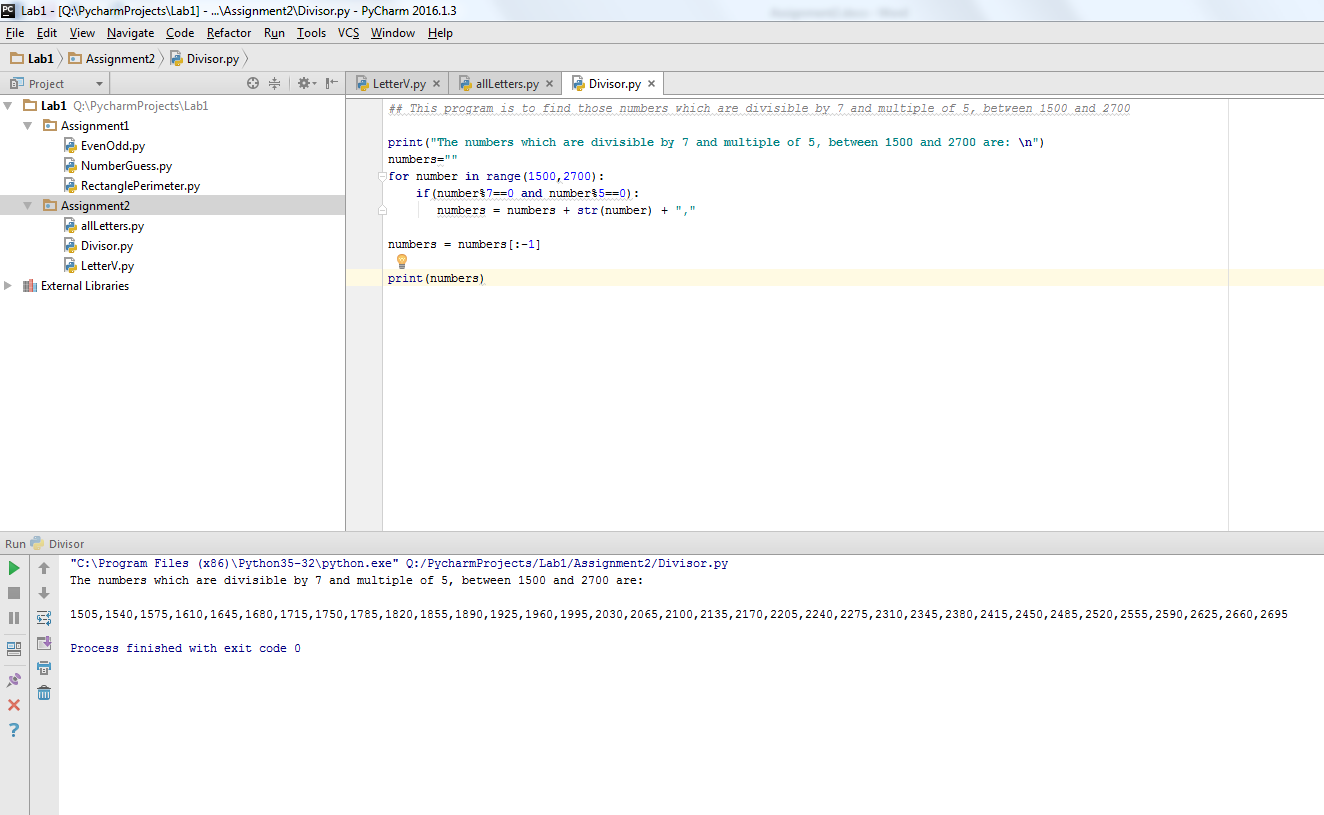 Lab1 - [Q:\PycharmProjects\Lab1] - ...\Assignment2\Divisor.py - PyCharm 2016.1.3
File Edit View Navigate Code Refactor Run Tools VCS Window Help
Lab1 Assignment2 Divisor.py
Project LetterV.py allLetters.py Divisor.py
Lab1 Q:\PycharmProjects\Lab1
Assignment1
EvenOdd.py
NumberGuess.py
RectanglePerimeter.py
Assignment2
allLetters.py
Divisor.py
LetterV.py
External Libraries
## This program is to find those numbers which are divisible by 7 and multiple of 5, between 1500 and 2700
print("The numbers which are divisible by 7 and multiple of 5, between 1500 and 2700 are: \n")
numbers=""
for number in range(1500,2700):
if(number%7==0 and number%5==0):
numbers = numbers + str(number) + ","
numbers = numbers[:-1]
print(numbers)
Run Divisor
"C:\Program Files (x86)\Python35-32\python.exe" Q:/PycharmProjects/Lab1/Assignment2/Divisor.py
The numbers which are divisible by 7 and multiple of 5, between 1500 and 2700 are:
1505,1540,1575,1610,1645,1680,1715,1750,1785,1820,1855,1890,1925,1960,1995,2030,2065,2100,2135,2170,2205,2240,2275,2310,2345,2380,2415,2450,2485,2520,2555,2590,2625,2660,2695
Process finished with exit code 0